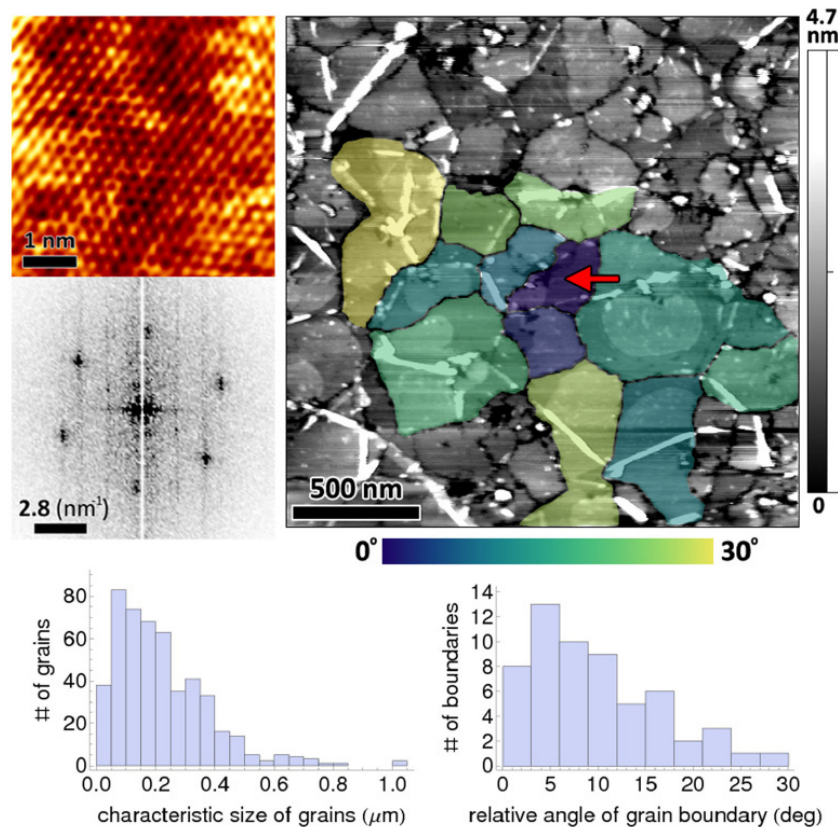 4.7
nm
1 nm
2.8 (nm⁻¹)
500 nm
0
0° 30°
# of grains
80
60
40
20
0
0.0 0.2 0.4 0.6 0.8 1.0
characteristic size of grains (μm)
# of boundaries
14
12
10
8
6
4
2
0
0 5 10 15 20 25 30
relative angle of grain boundary (deg)